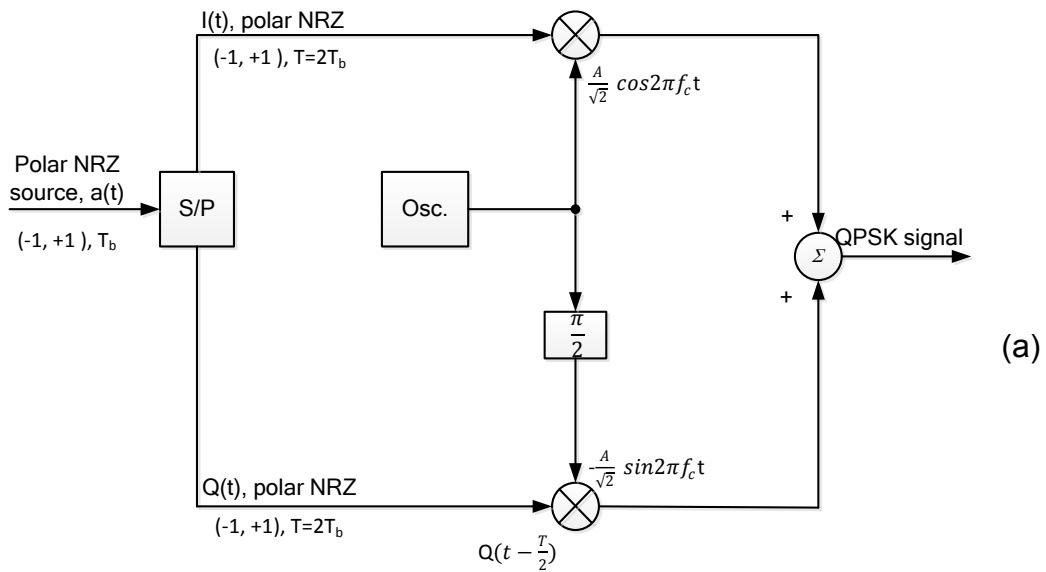 I(t), polar NRZ
(-1, +1 ), T=2T_b
A/√2 cos2πf_ct
Polar NRZ
source, a(t)
S/P
Osc.
(-1, +1 ), T_b
+
QPSK signal
Σ
+
π/2
(a)
-A/√2 sin2πf_ct
Q(t), polar NRZ
(-1, +1), T=2T_b
Q(t − T/2)